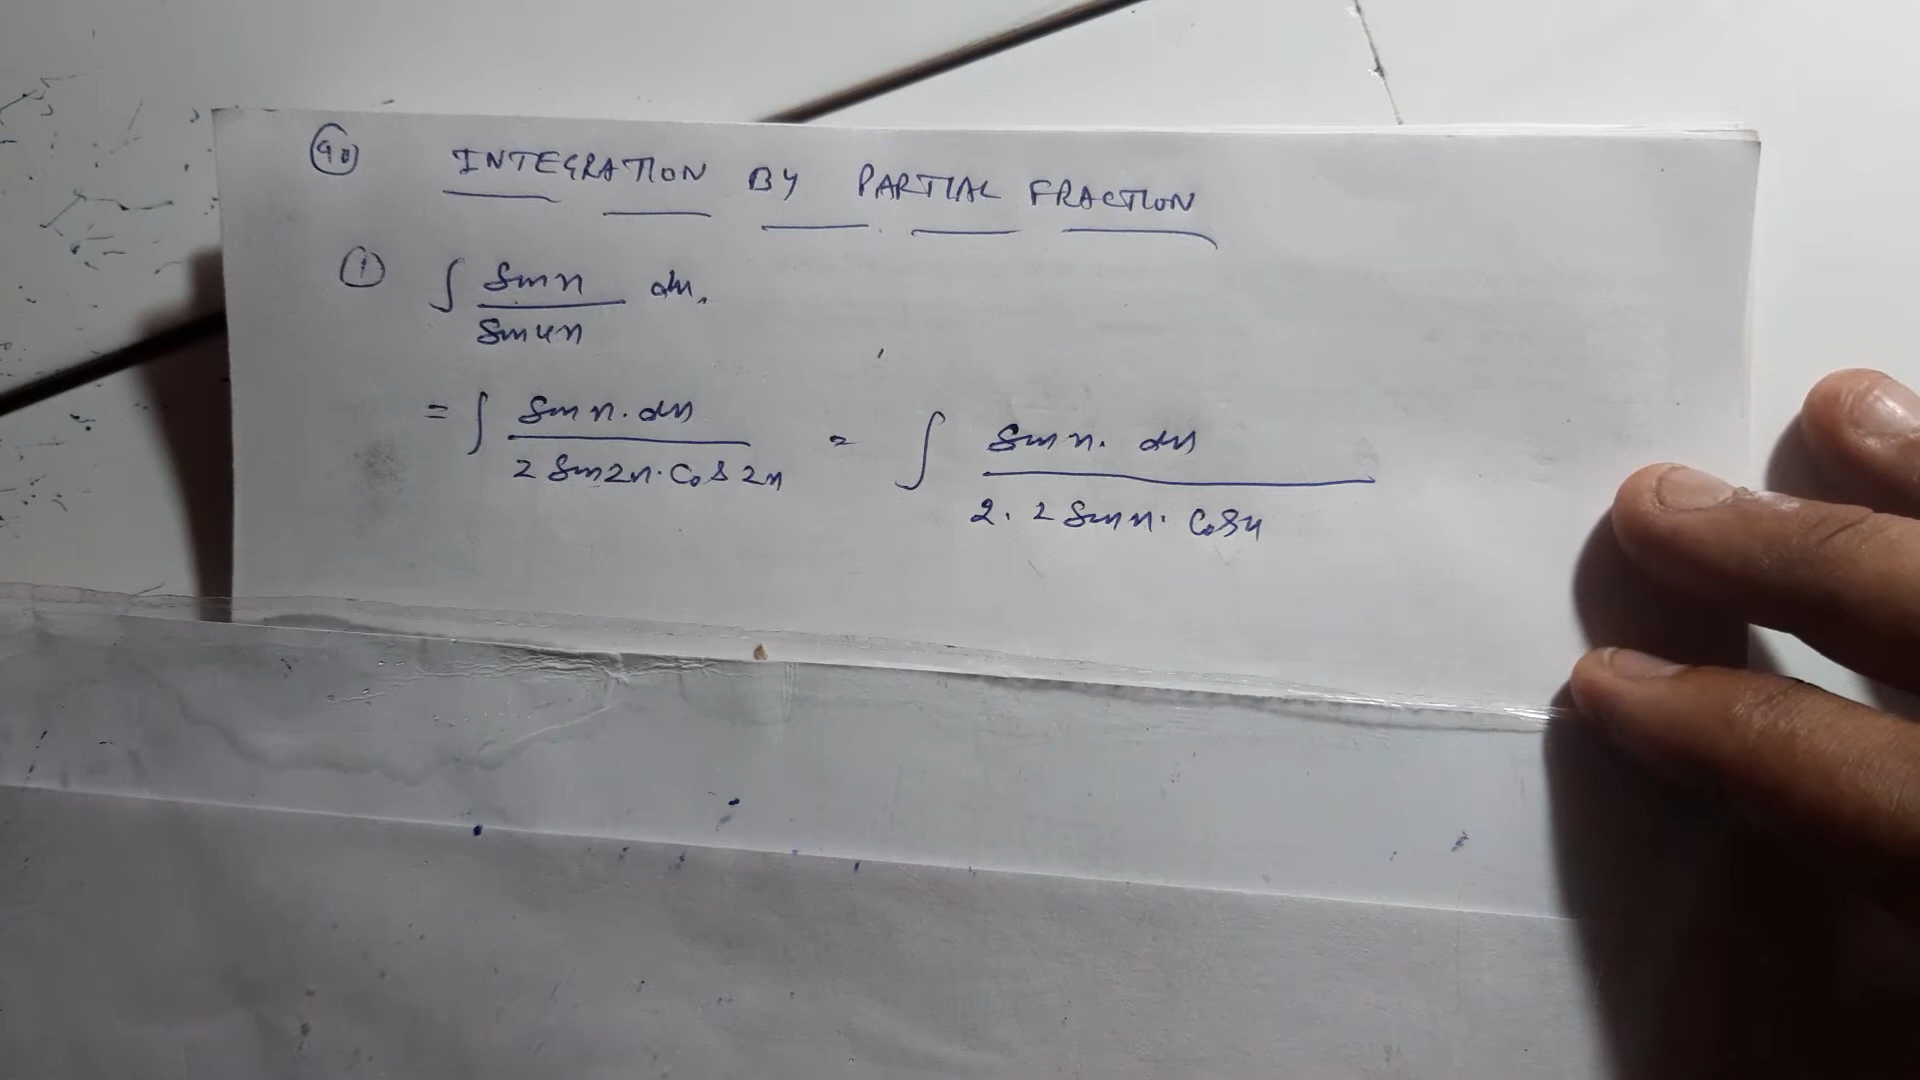 90 INTEGRATION BY PARTIAL FRACTION
① ∫ Sin x / Sin 4x dx.
= ∫ Sin x. dx / 2 Sin 2x. Cos 2x = ∫ Sin x. dx / 2. 2 Sin x. Cos x